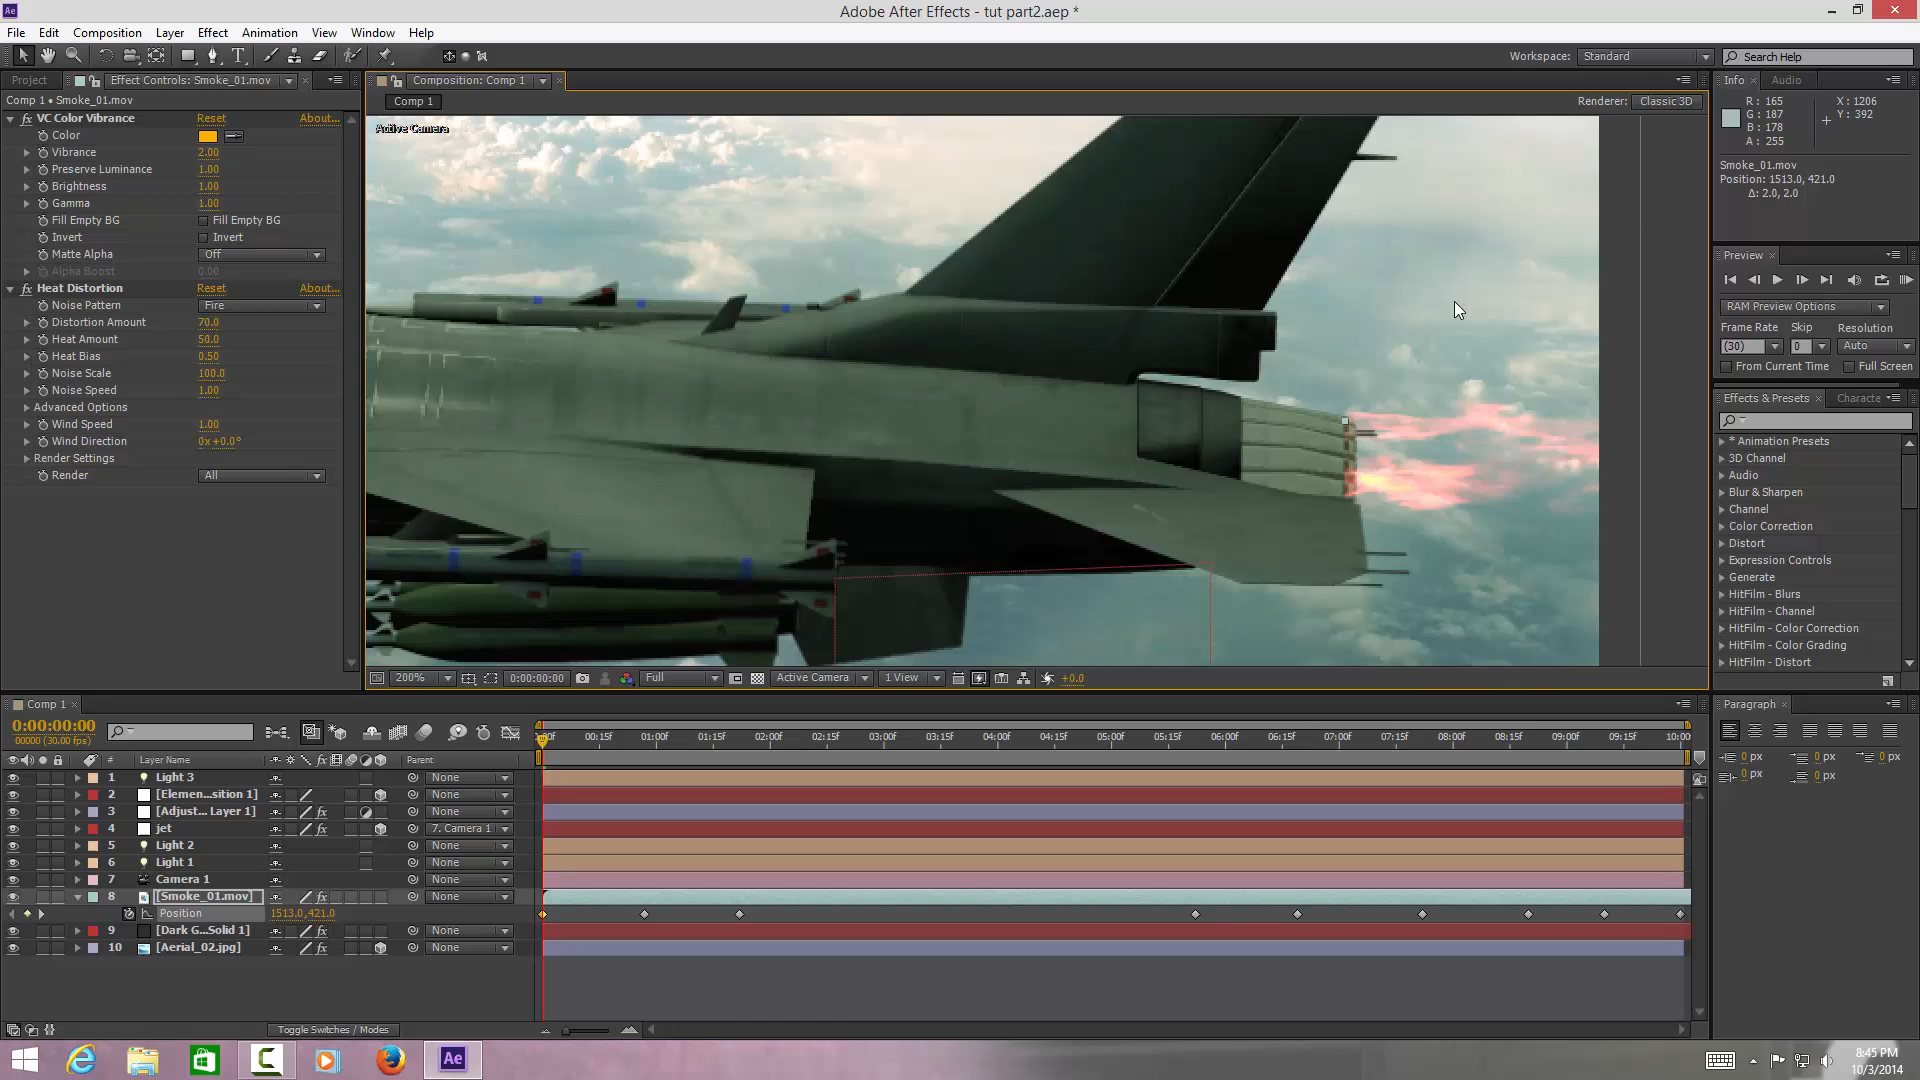 Ae
Adobe After Effects - tut part2.aep *
File Edit Composition Layer Effect Animation View Window Help
Workspace: Standard
Search Help
Project
Effect Controls: Smoke_01.mov
Comp 1 • Smoke_01.mov
fx VC Color Vibrance Reset About...
Color
Vibrance 2.00
Preserve Luminance 1.00
Brightness 1.00
Gamma 1.00
Fill Empty BG Fill Empty BG
Invert Invert
Matte Alpha Off
Alpha Boost 0.00
fx Heat Distortion Reset About...
Noise Pattern Fire
Distortion Amount 70.0
Heat Amount 50.0
Heat Bias 0.50
Noise Scale 100.0
Noise Speed 1.00
Advanced Options
Wind Speed 1.00
Wind Direction 0x+0.0°
Render Settings
Render All
Composition: Comp 1
Comp 1
Renderer: Classic 3D
Active Camera
200% 0:00:00:00 Full Active Camera 1 View +0.0
Info Audio
R : 165
G : 187
B : 178
A : 255
X : 1206
Y : 392
Smoke_01.mov
Position: 1513.0, 421.0
Δ: 2.0, 2.0
Preview
RAM Preview Options
Frame Rate Skip Resolution
(30) 0 Auto
From Current Time Full Screen
Effects & Presets Characte
* Animation Presets
3D Channel
Audio
Blur & Sharpen
Channel
Color Correction
Distort
Expression Controls
Generate
HitFilm - Blurs
HitFilm - Channel
HitFilm - Color Correction
HitFilm - Color Grading
HitFilm - Distort
Paragraph
0 px 0 px 0 px
0 px 0 px
Comp 1
0:00:00:00
00000 (30.00 fps)
00:15f 01:00f 01:15f 02:00f 02:15f 03:00f 03:15f 04:00f 04:15f 05:00f 05:15f 06:00f 06:15f 07:00f 07:15f 08:00f 08:15f 09:00f 09:15f 10:00
# Layer Name fx Parent
1 Light 3 None
2 [Elemen...sition 1] None
3 [Adjust... Layer 1] fx None
4 jet fx 7. Camera 1
5 Light 2 None
6 Light 1 None
7 Camera 1 None
8 [Smoke_01.mov] fx None
Position 1513.0,421.0
9 [Dark G...Solid 1] fx None
10 [Aerial_02.jpg] fx None
Toggle Switches / Modes
Ae
8:45 PM
10/3/2014